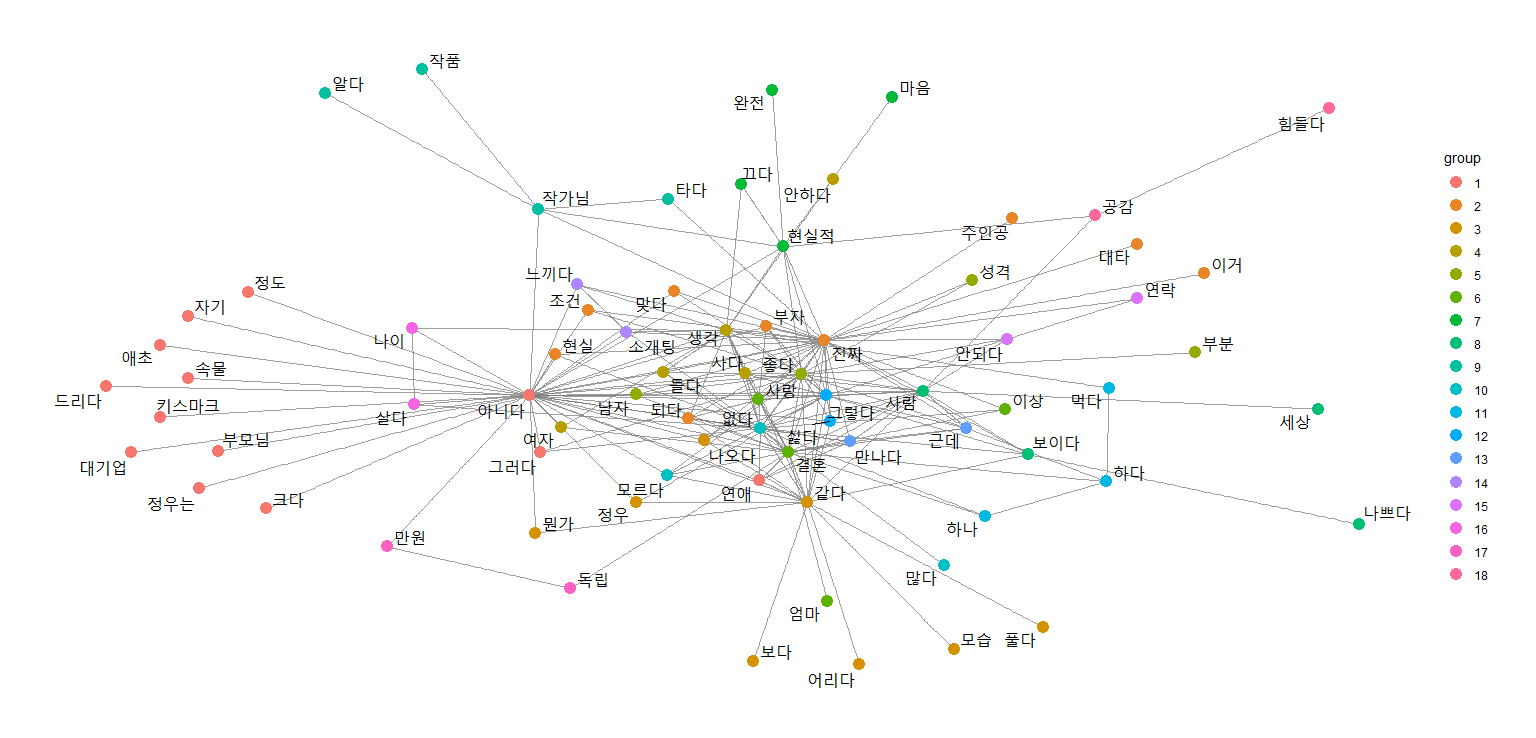 작품
알다
완전
마음
힘들다
group
1
2
3
4
5
6
7
8
9
10
11
12
13
14
15
16
17
18
끄다
안하다
타다
작가님
공감
현실적
주인공
대타
이거
느끼다
성격
정도
조건
맞다
연락
자기
부자
나이
생각
소개팅
현실
진짜
안되다
부분
애초
속물
사다
좋다
들다
사랑
드리다
키스마크
살다
아니다
남자
되다
없다
그렇다
사람
이상
먹다
세상
부모님
여자
싫다
근데
보이다
대기업
그러다
나오다
결혼
만나다
하다
정우는
크다
모르다
연애
같다
정우
뭔가
하나
나쁘다
만원
독립
많다
엄마
보다
모습
풀다
어리다